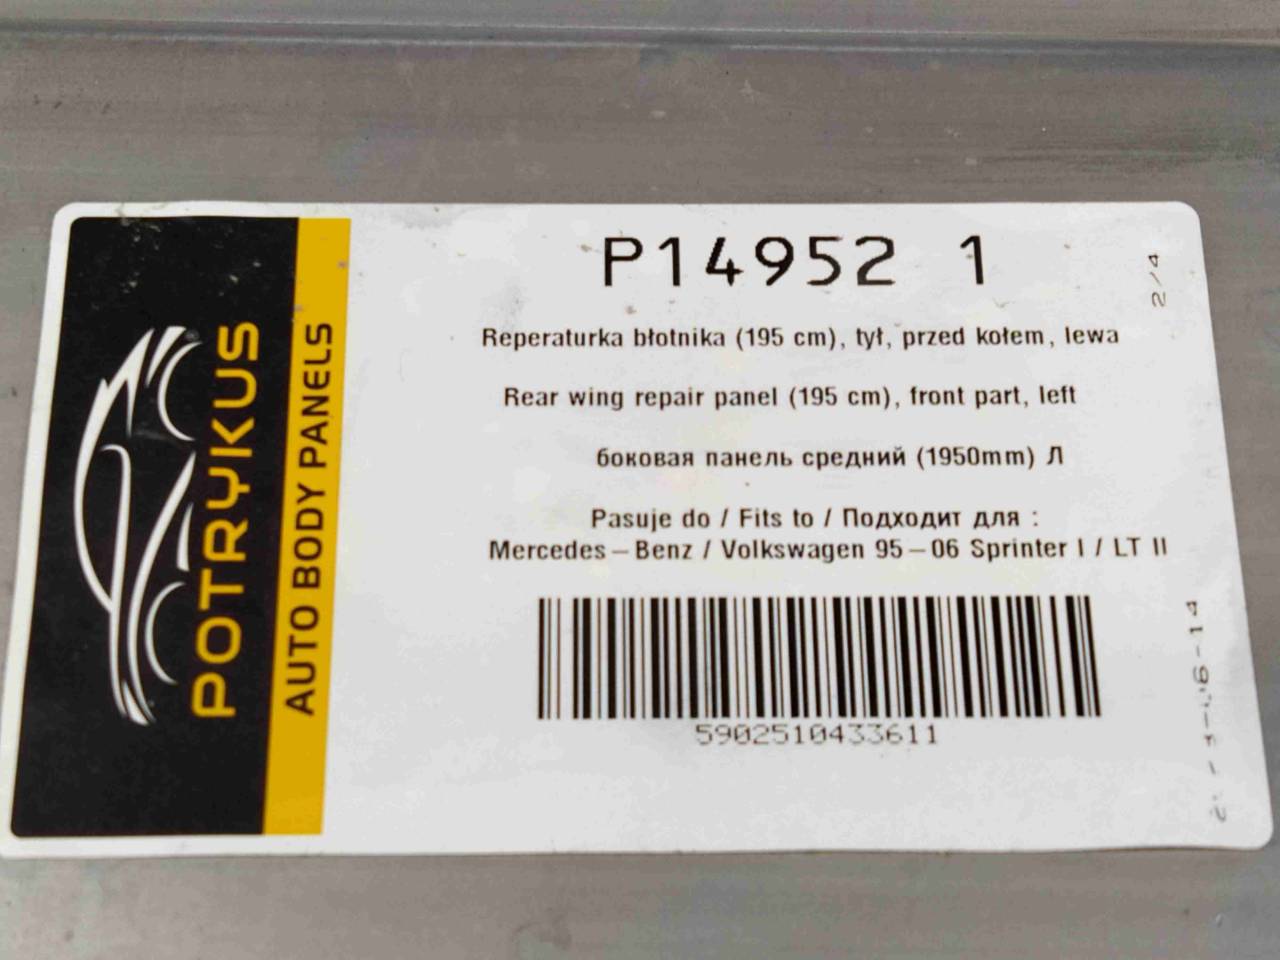 POTRYKUS
AUTO BODY PANELS
P14952 1
2/4
Reperaturka błotnika (195 cm), tył, przed kołem, lewa
Rear wing repair panel (195 cm), front part, left
боковая панель средний (1950mm) Л
Pasuje do / Fits to / Подходит для :
Mercedes-Benz / Volkswagen 95-06 Sprinter I / LT II
5902510433611